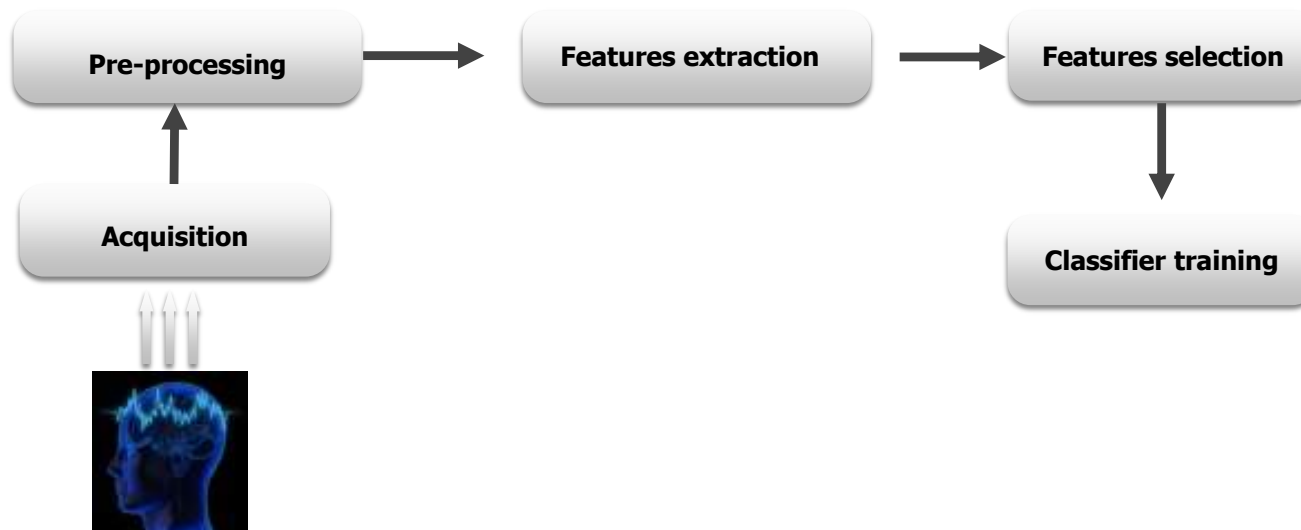 Pre-processing
Features extraction
Features selection
Acquisition
Classifier training